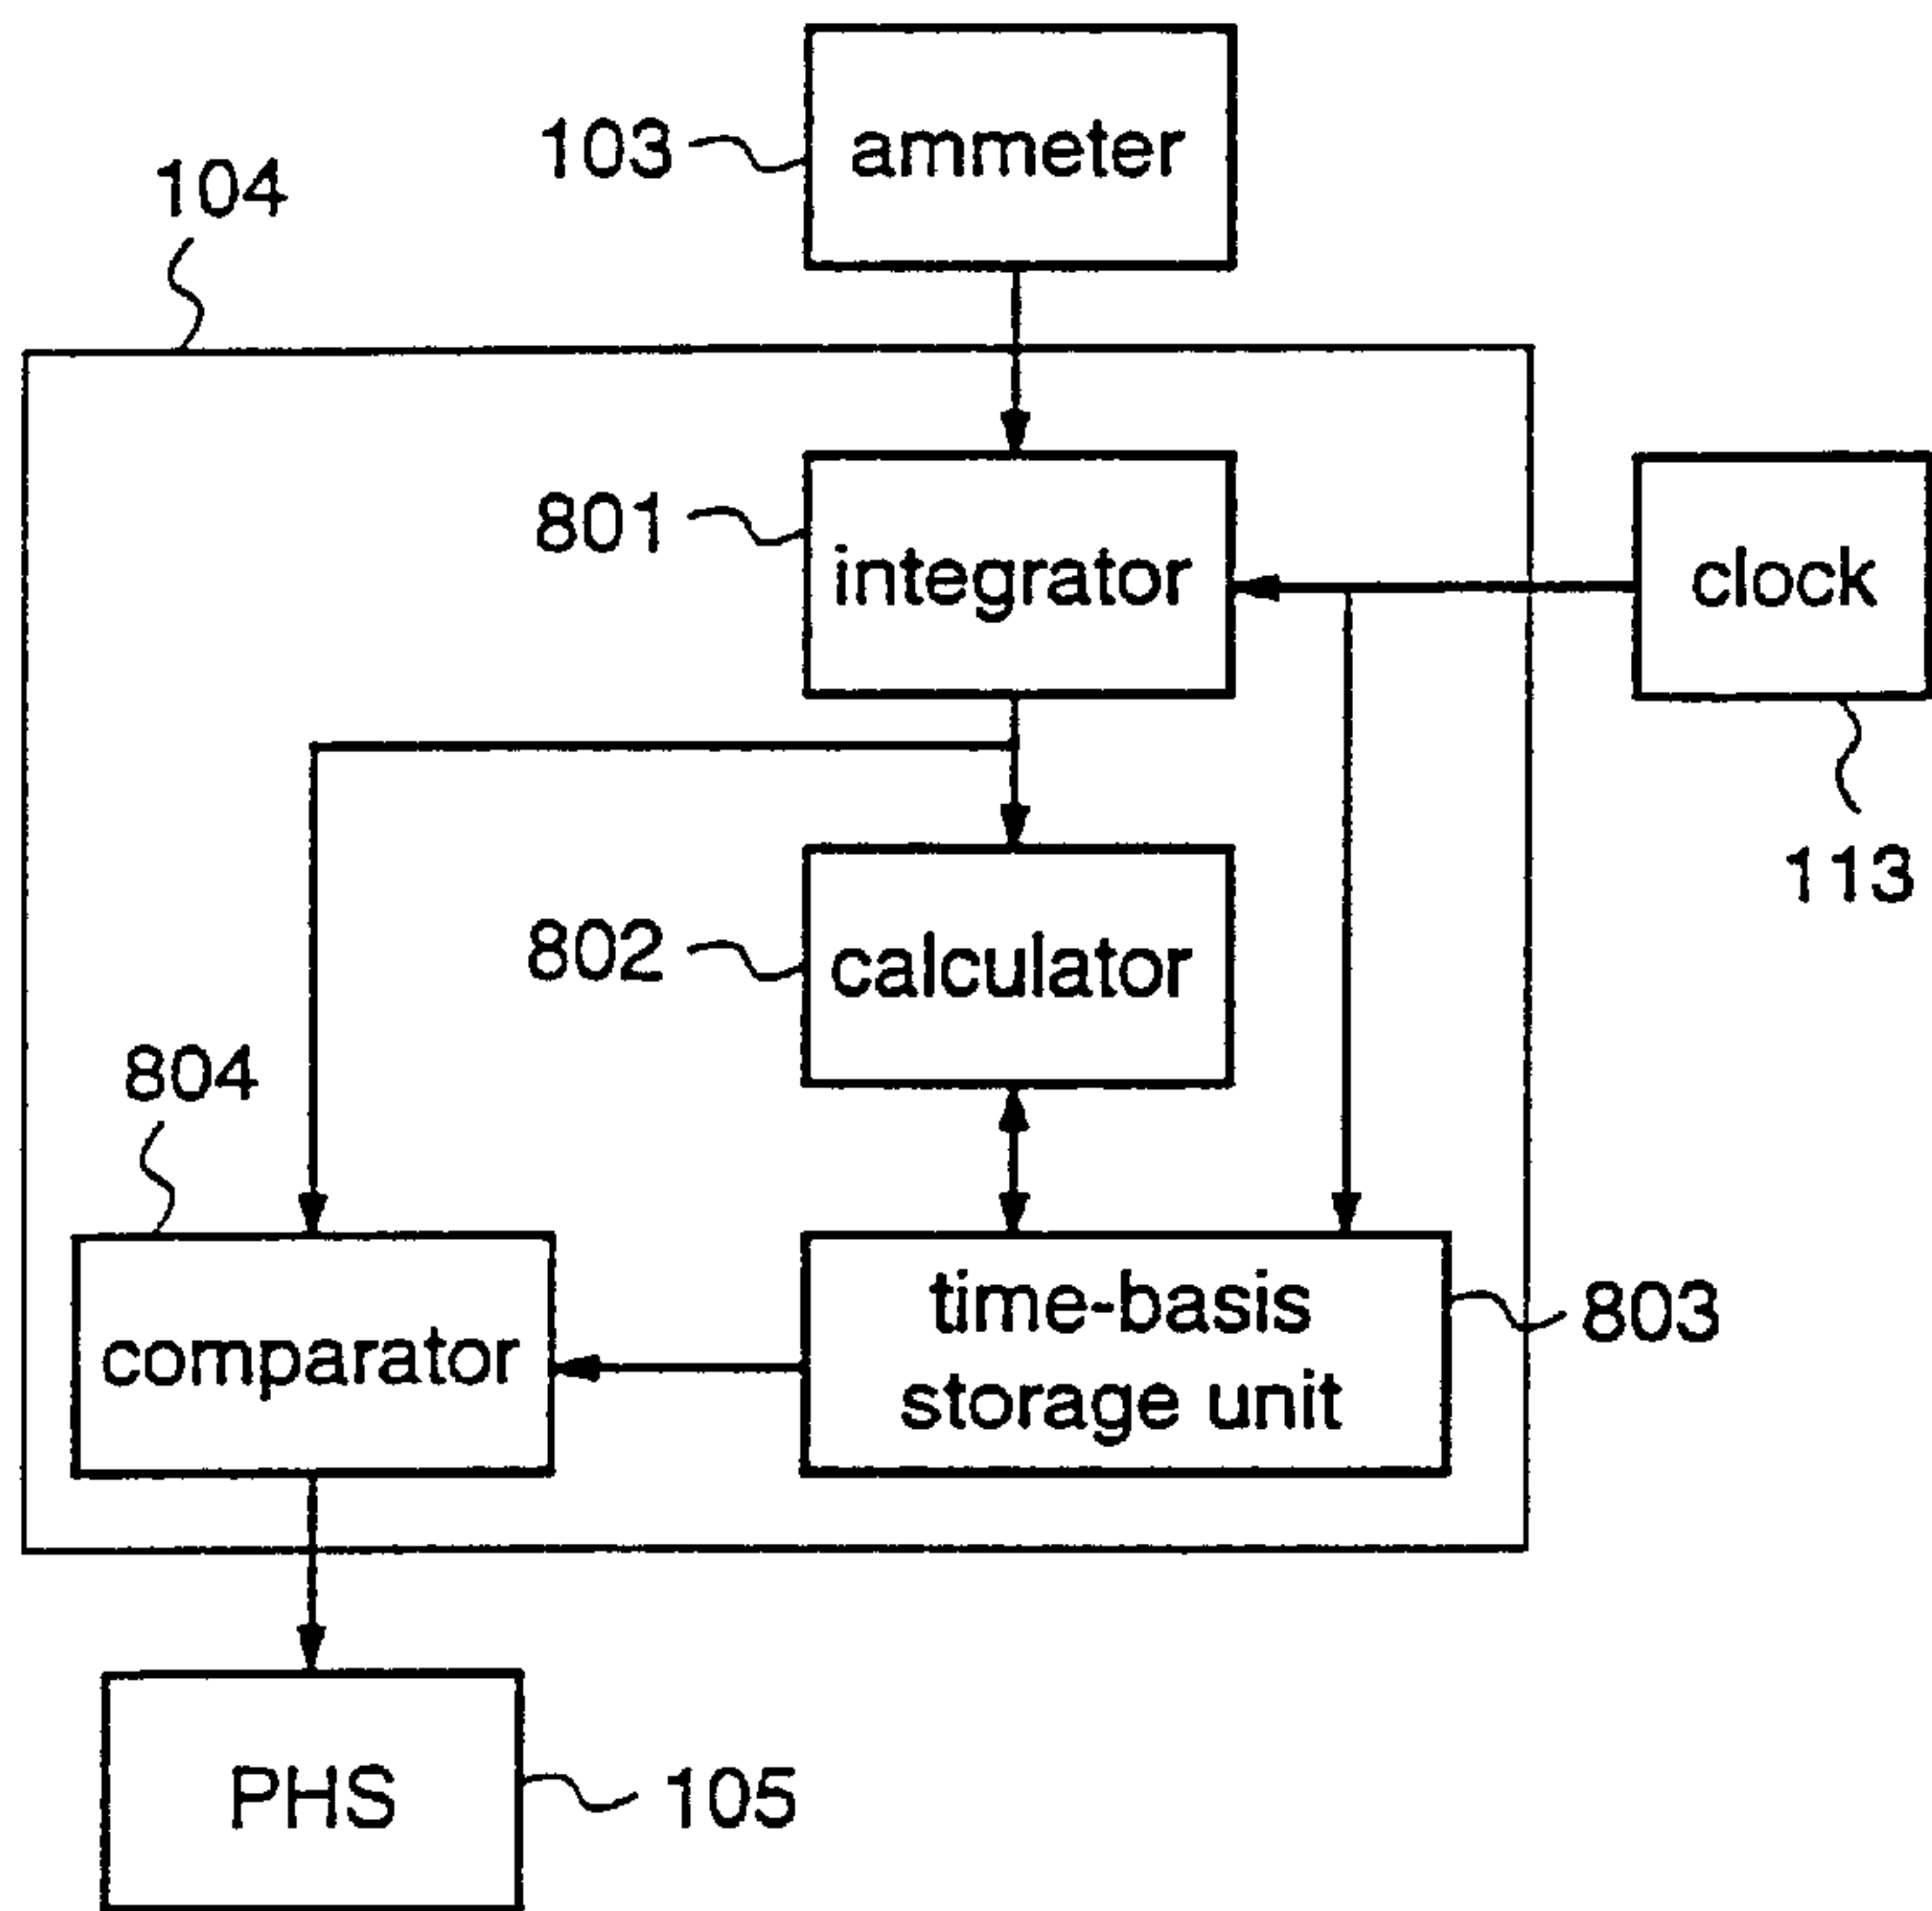 103
ammeter
104
801
integrator
clock
113
802
calculator
804
comparator
time-basis
storage unit
803
PHS
105